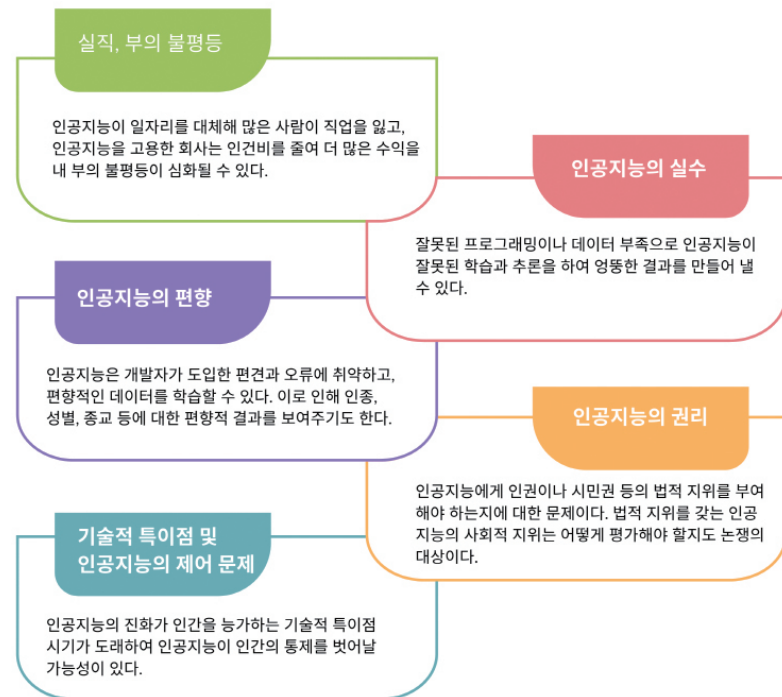 실직, 부의 불평등
인공지능이 일자리를 대체해 많은 사람이 직업을 잃고,
인공지능을 고용한 회사는 인건비를 줄여 더 많은 수익을
내 부의 불평등이 심화될 수 있다.
인공지능의 실수
잘못된 프로그래밍이나 데이터 부족으로 인공지능이
잘못된 학습과 추론을 하여 엉뚱한 결과를 만들어 낼
수 있다.
인공지능의 편향
인공지능은 개발자가 도입한 편견과 오류에 취약하고,
편향적인 데이터를 학습할 수 있다. 이로 인해 인종,
성별, 종교 등에 대한 편향적 결과를 보여주기도 한다.
인공지능의 권리
인공지능에게 인권이나 시민권 등의 법적 지위를 부여
해야 하는지에 대한 문제이다. 법적 지위를 갖는 인공
지능의 사회적 지위는 어떻게 평가해야 할지도 논쟁의
대상이다.
기술적 특이점 및
인공지능의 제어 문제
인공지능의 진화가 인간을 능가하는 기술적 특이점
시기가 도래하여 인공지능이 인간의 통제를 벗어날
가능성이 있다.